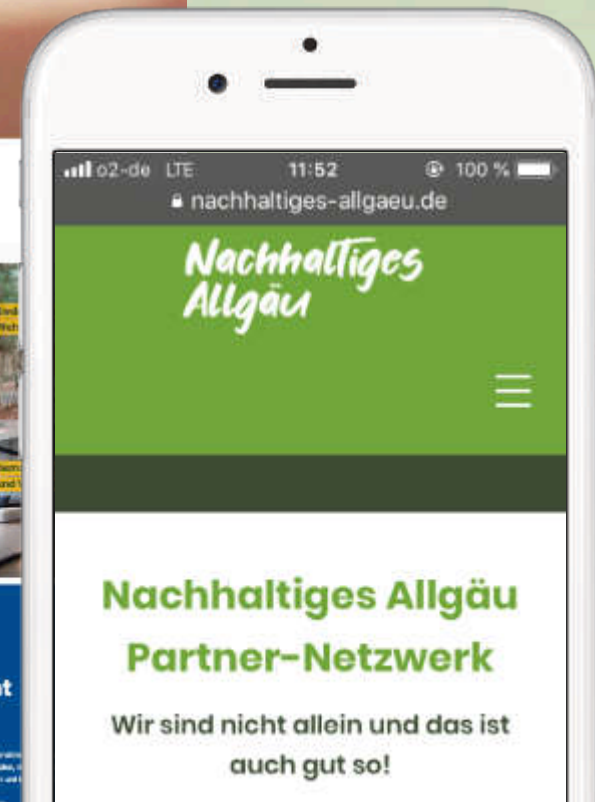 o2-de LTE 11:52 100 %
nachhaltiges-allgaeu.de
Nachhaltiges
Allgäu
Nachhaltiges Allgäu
Partner-Netzwerk
Wir sind nicht allein und das ist
auch gut so!